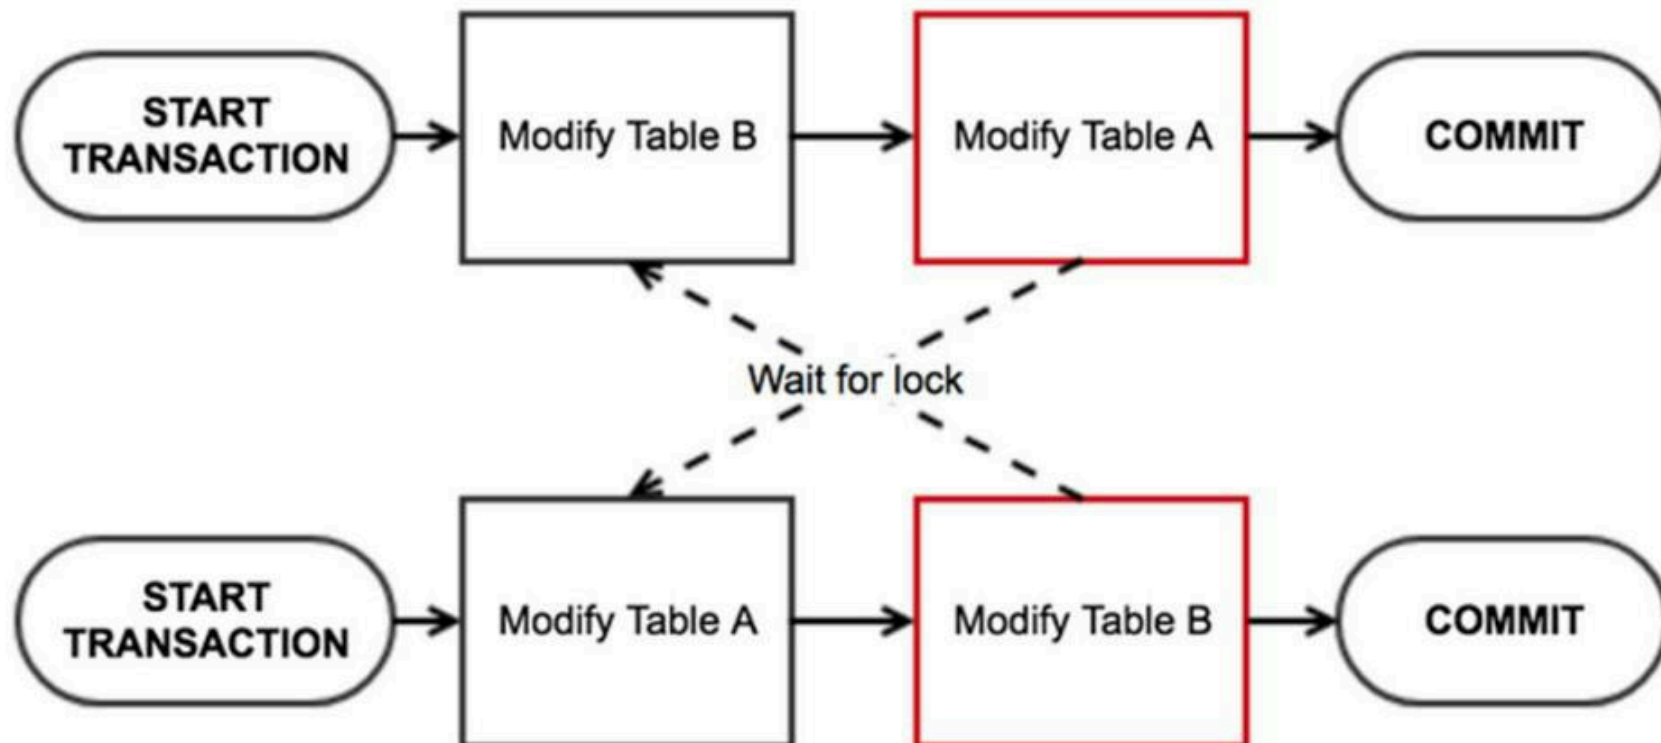 START
TRANSACTION
Modify Table B
Modify Table A
COMMIT
Wait for lock
START
TRANSACTION
Modify Table A
Modify Table B
COMMIT